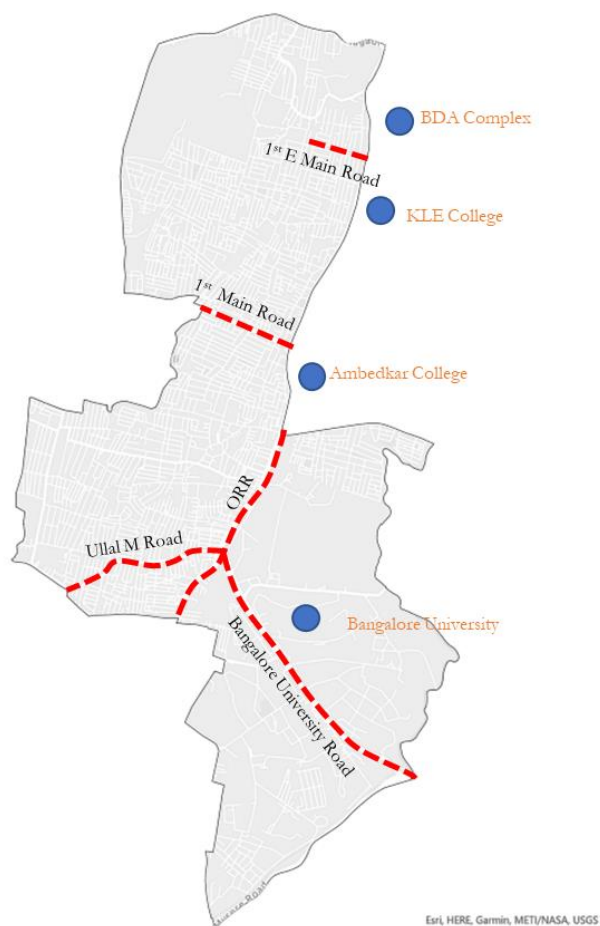 BDA Complex
1st E Main Road
KLE College
1st Main Road
Ambedkar College
ORR
Ullal M Road
Bangalore University
Bangalore University Road
Road
Esri, HERE, Garmin, METI/NASA, USGS